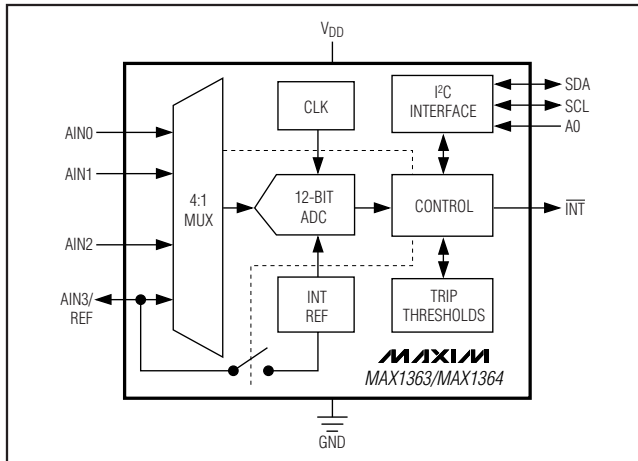 VDD
AIN0
AIN1
AIN2
AIN3/
REF
4:1
MUX
CLK
12-BIT
ADC
INT
REF
I²C
INTERFACE
CONTROL
TRIP
THRESHOLDS
SDA
SCL
A0
INT
MAXIM
MAX1363/MAX1364
GND